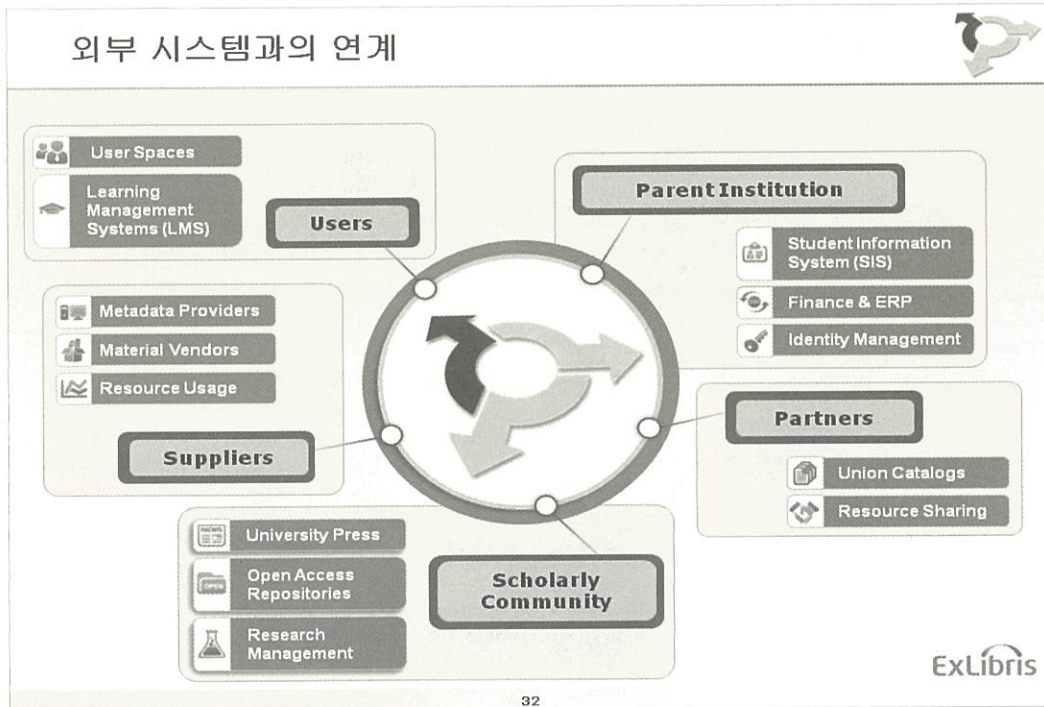 외부 시스템과의 연계
User Spaces
Learning
Management
Systems (LMS)
Users
Parent Institution
Student Information
System (SIS)
Finance & ERP
Identity Management
Metadata Providers
Material Vendors
Resource Usage
Suppliers
Partners
Union Catalogs
Resource Sharing
NEWS
University Press
OPEN
Open Access
Repositories
Research
Management
Scholarly
Community
ExLibris
32